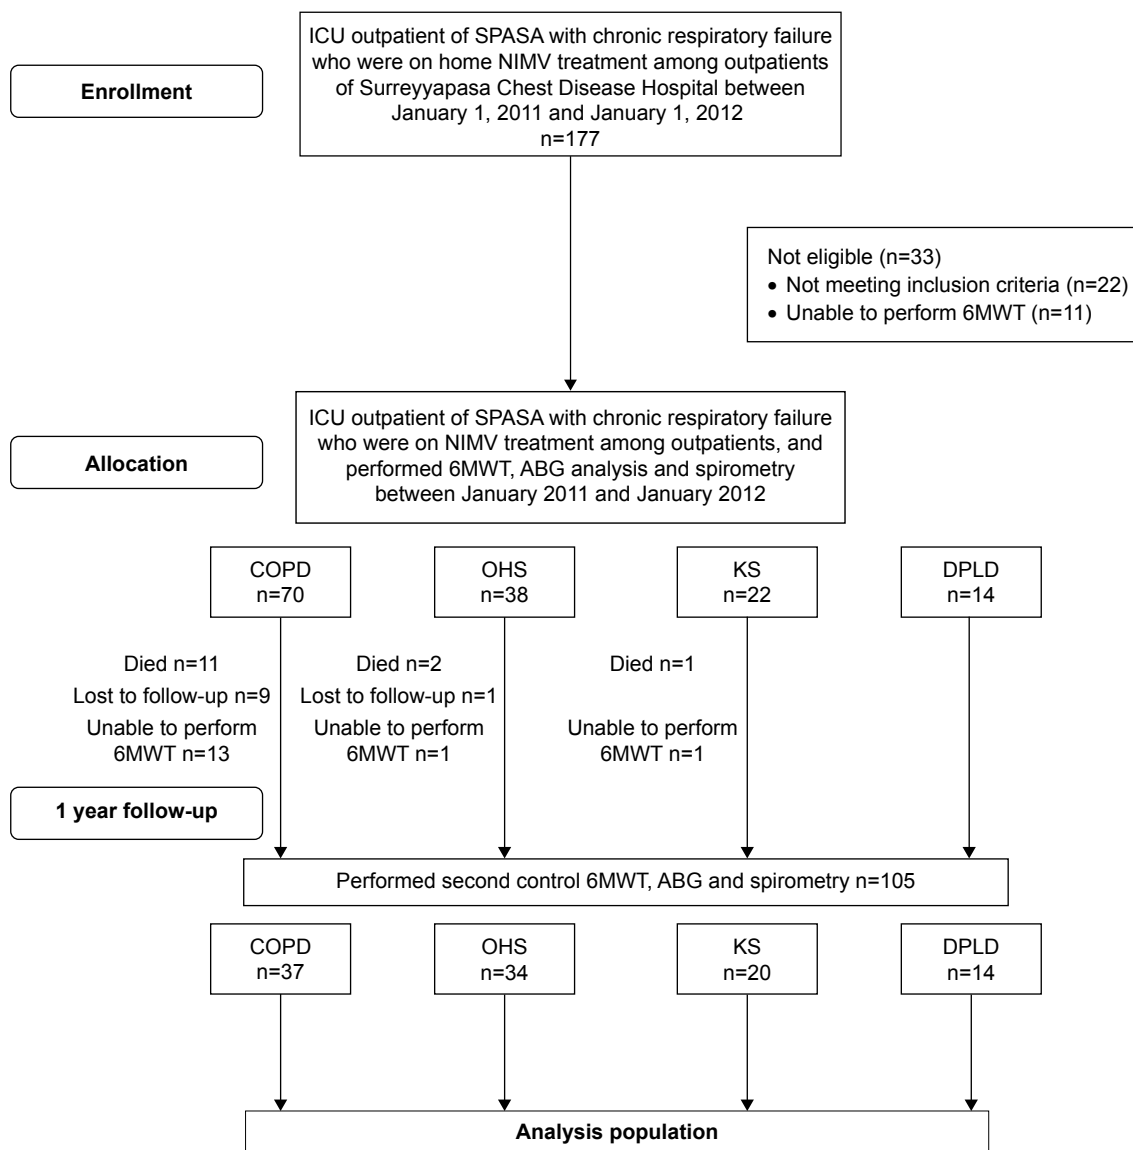 Enrollment
ICU outpatient of SPASA with chronic respiratory failure
who were on home NIMV treatment among outpatients
of Surreyyapasa Chest Disease Hospital between
January 1, 2011 and January 1, 2012
n=177
Not eligible (n=33)
• Not meeting inclusion criteria (n=22)
• Unable to perform 6MWT (n=11)
Allocation
ICU outpatient of SPASA with chronic respiratory failure
who were on NIMV treatment among outpatients, and
performed 6MWT, ABG analysis and spirometry
between January 2011 and January 2012
COPD
n=70
OHS
n=38
KS
n=22
DPLD
n=14
Died n=11
Lost to follow-up n=9
Unable to perform
6MWT n=13
Died n=2
Lost to follow-up n=1
Unable to perform
6MWT n=1
Died n=1
Unable to perform
6MWT n=1
1 year follow-up
Performed second control 6MWT, ABG and spirometry n=105
COPD
n=37
OHS
n=34
KS
n=20
DPLD
n=14
Analysis population